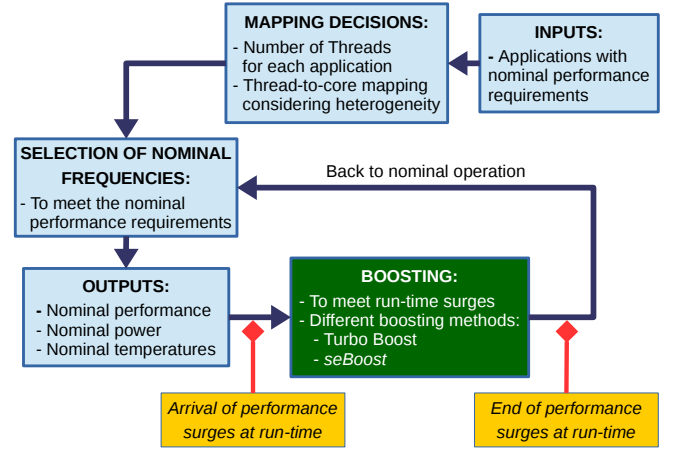 MAPPING DECISIONS:
- Number of Threads
for each application
- Thread-to-core mapping
considering heterogeneity
INPUTS:
- Applications with
nominal performance
requirements
SELECTION OF NOMINAL
FREQUENCIES:
- To meet the nominal
performance requirements
Back to nominal operation
OUTPUTS:
- Nominal performance
- Nominal power
- Nominal temperatures
BOOSTING:
- To meet run-time surges
- Different boosting methods:
- Turbo Boost
- seBoost
Arrival of performance
surges at run-time
End of performance
surges at run-time